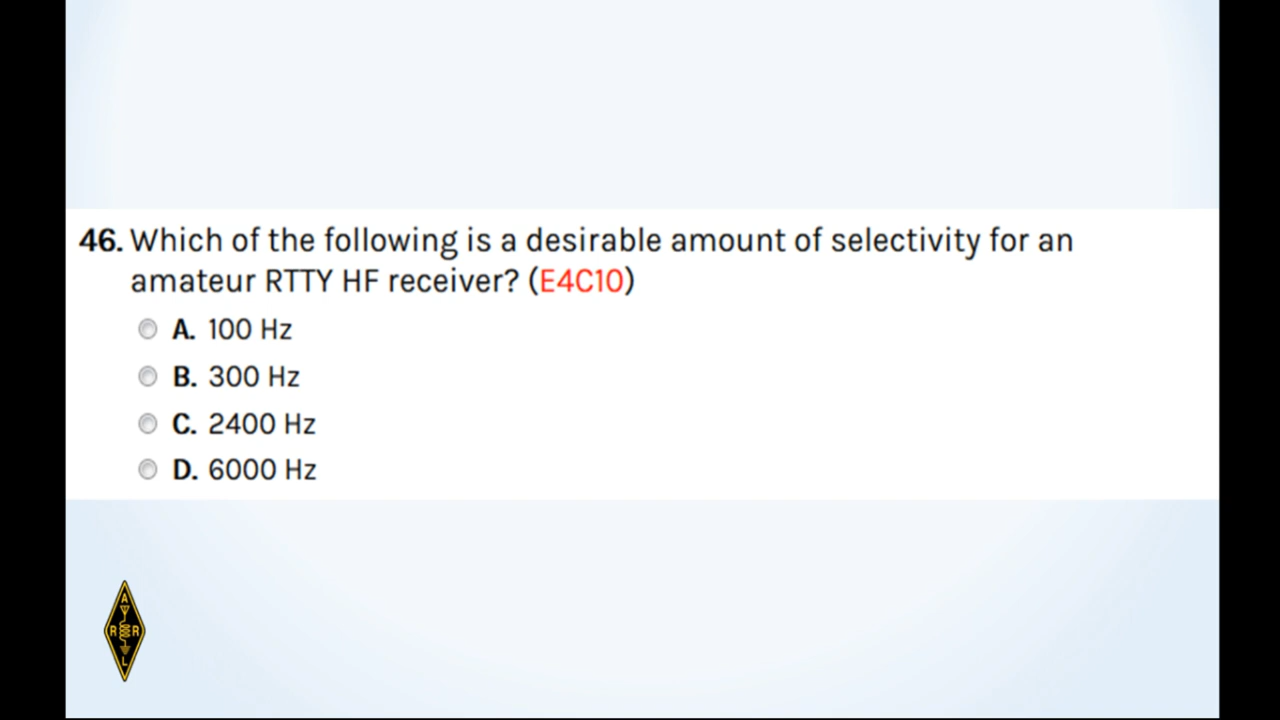 46. Which of the following is a desirable amount of selectivity for an
amateur RTTY HF receiver? (E4C10)
A. 100 Hz
B. 300 Hz
C. 2400 Hz
D. 6000 Hz
A
R R
L